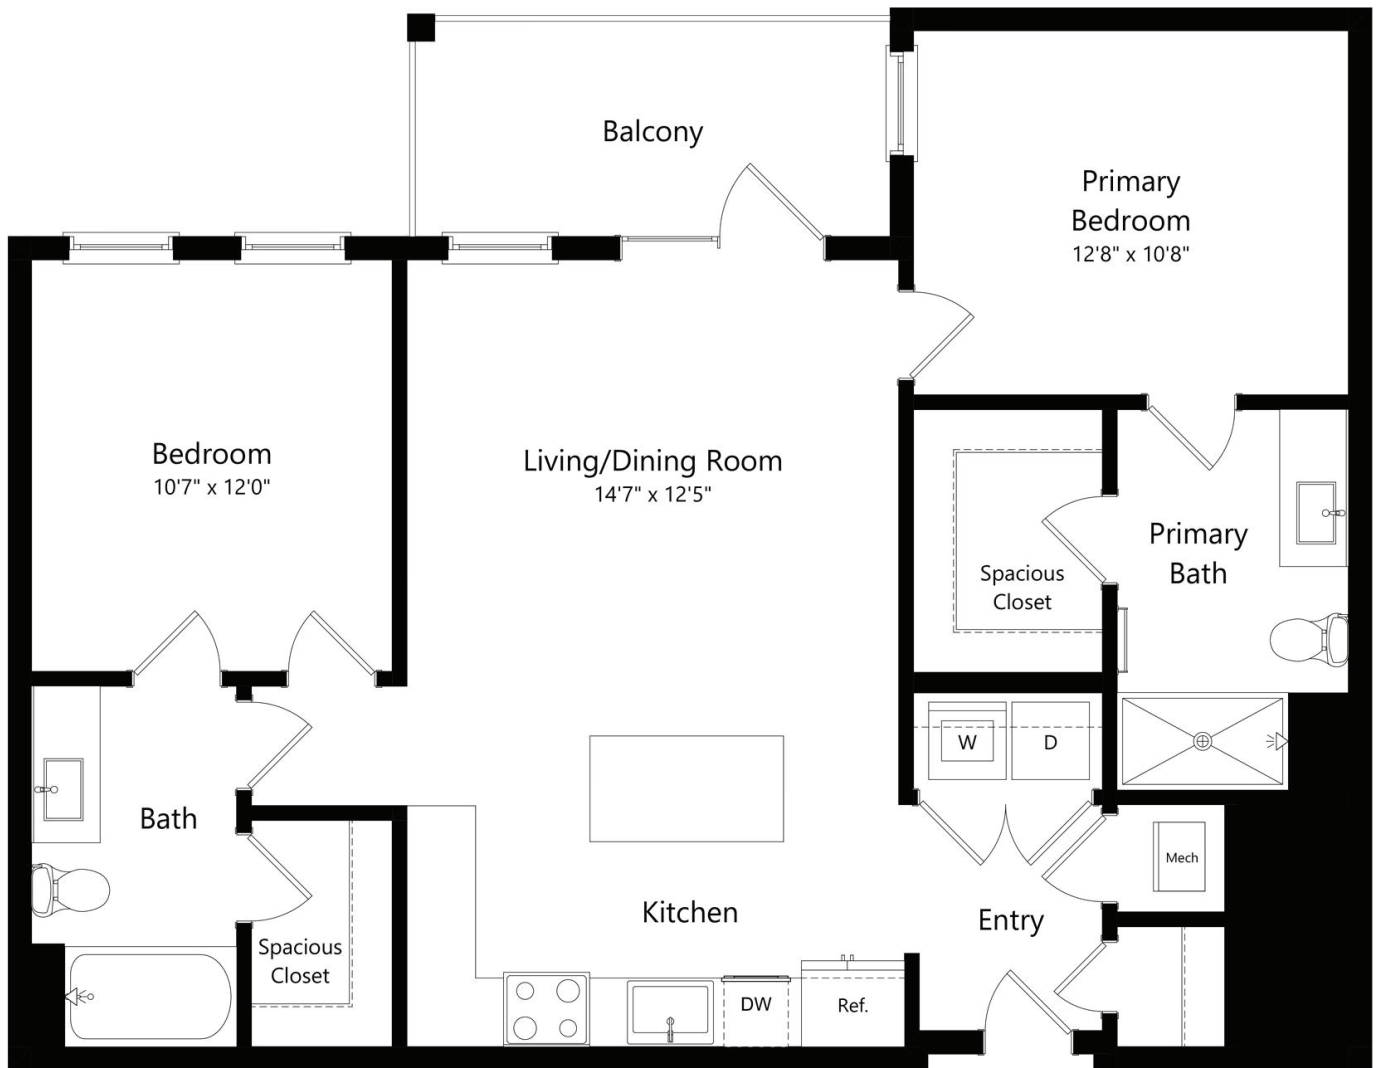 Balcony
Primary
Bedroom
12'8" x 10'8"
Bedroom
10'7" x 12'0"
Living/Dining Room
14'7" x 12'5"
Primary
Bath
Spacious
Closet
W
D
Bath
Mech
Kitchen
Entry
Spacious
Closet
DW
Ref.